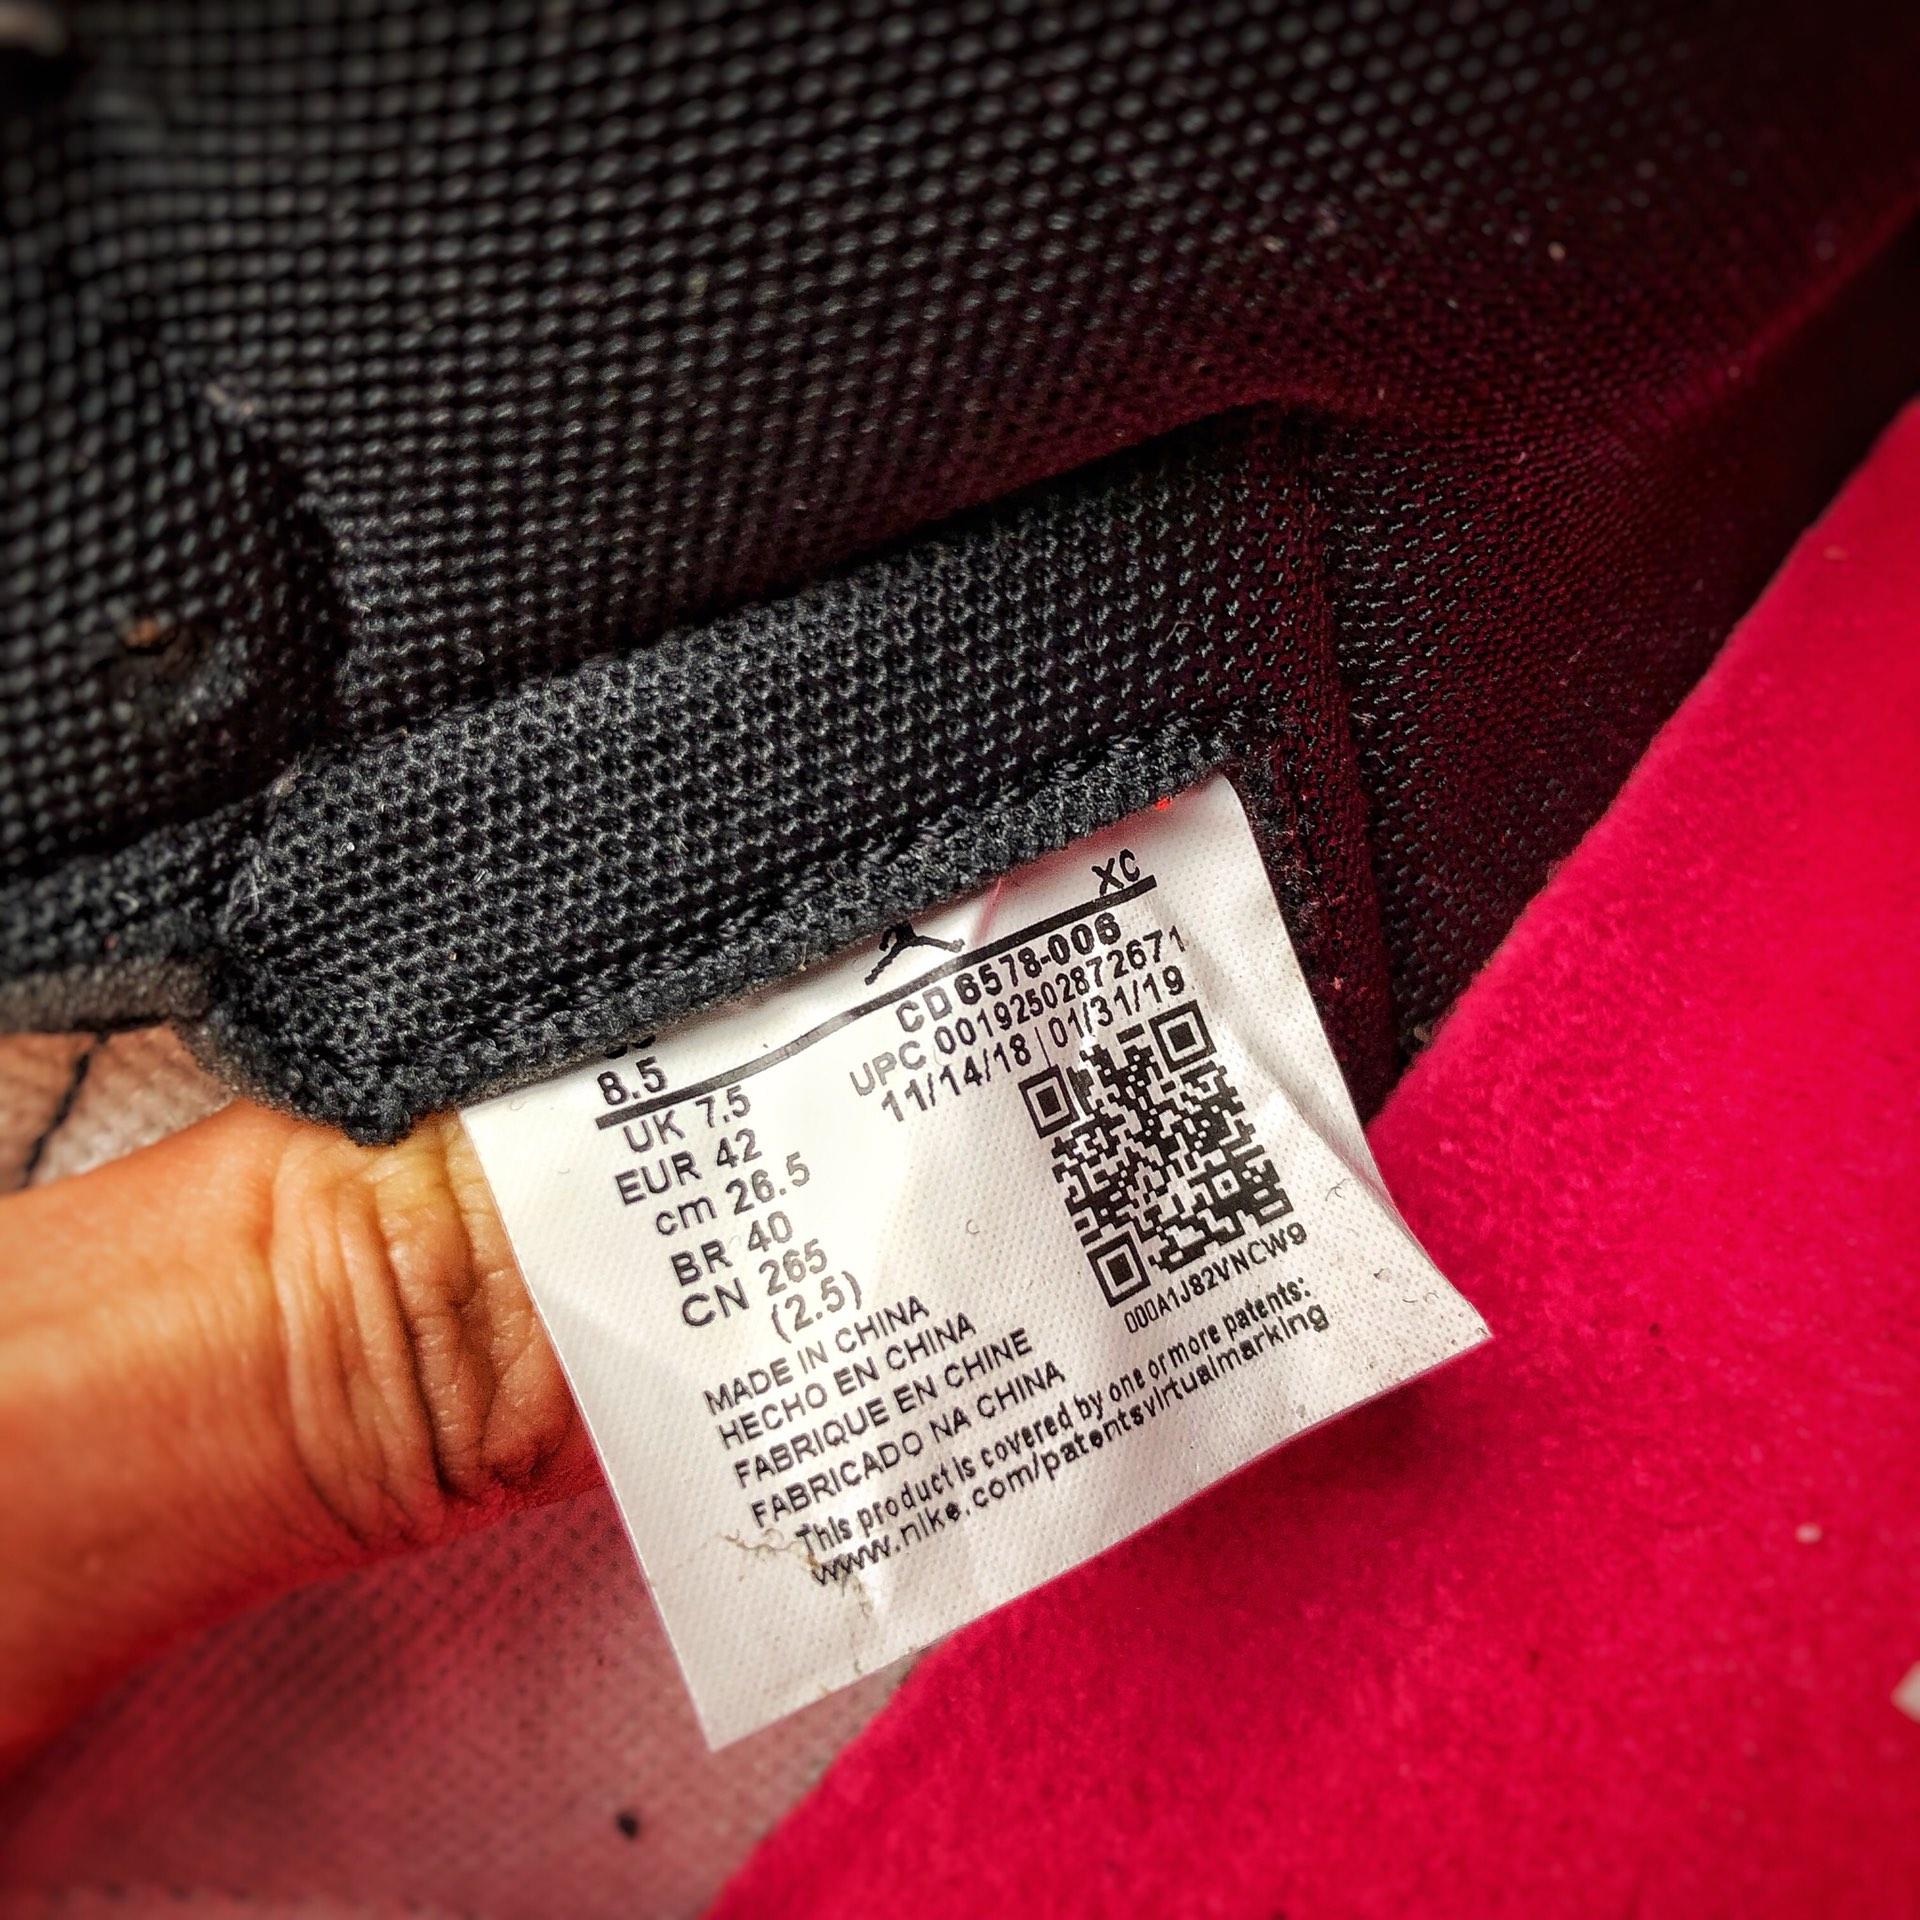 XC
8.5
CD6578-006
UPC 00192502872671
11/14/18 | 01/31/19
UK 7.5
EUR 42
cm 26.5
BR 40
CN 265
(2.5)
000A1J82VNCW9
MADE IN CHINA
HECHO EN CHINA
FABRIQUE EN CHINE
FABRICADO NA CHINA
This product is covered by one or more patents:
www.nike.com/patentsvirtualmarking